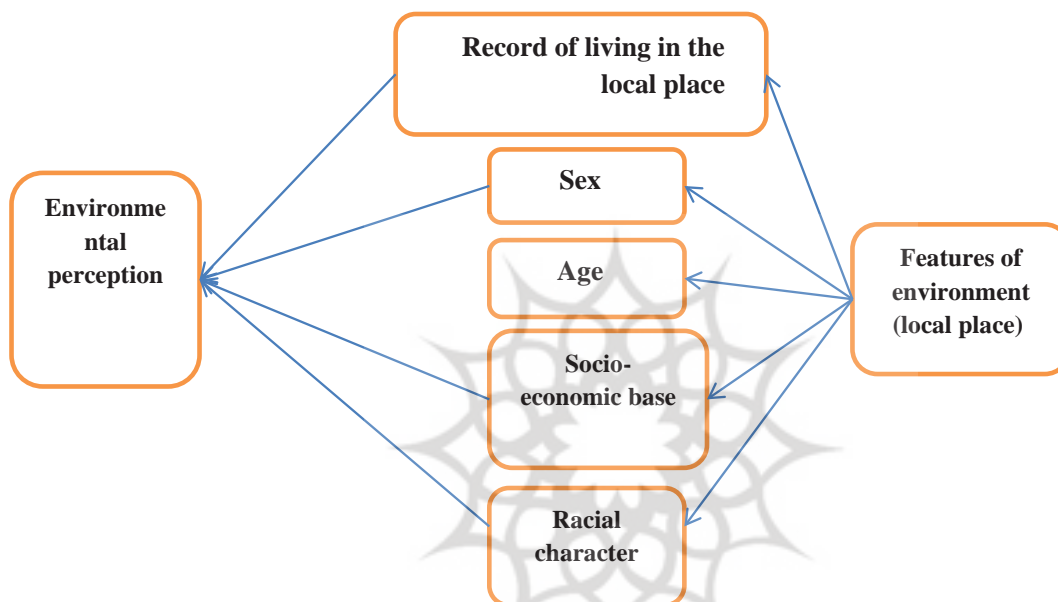 Record of living in the
local place
Sex
Age
Environme
ntal
perception
Features of
environment
(local place)
Socio-
economic base
Racial
character